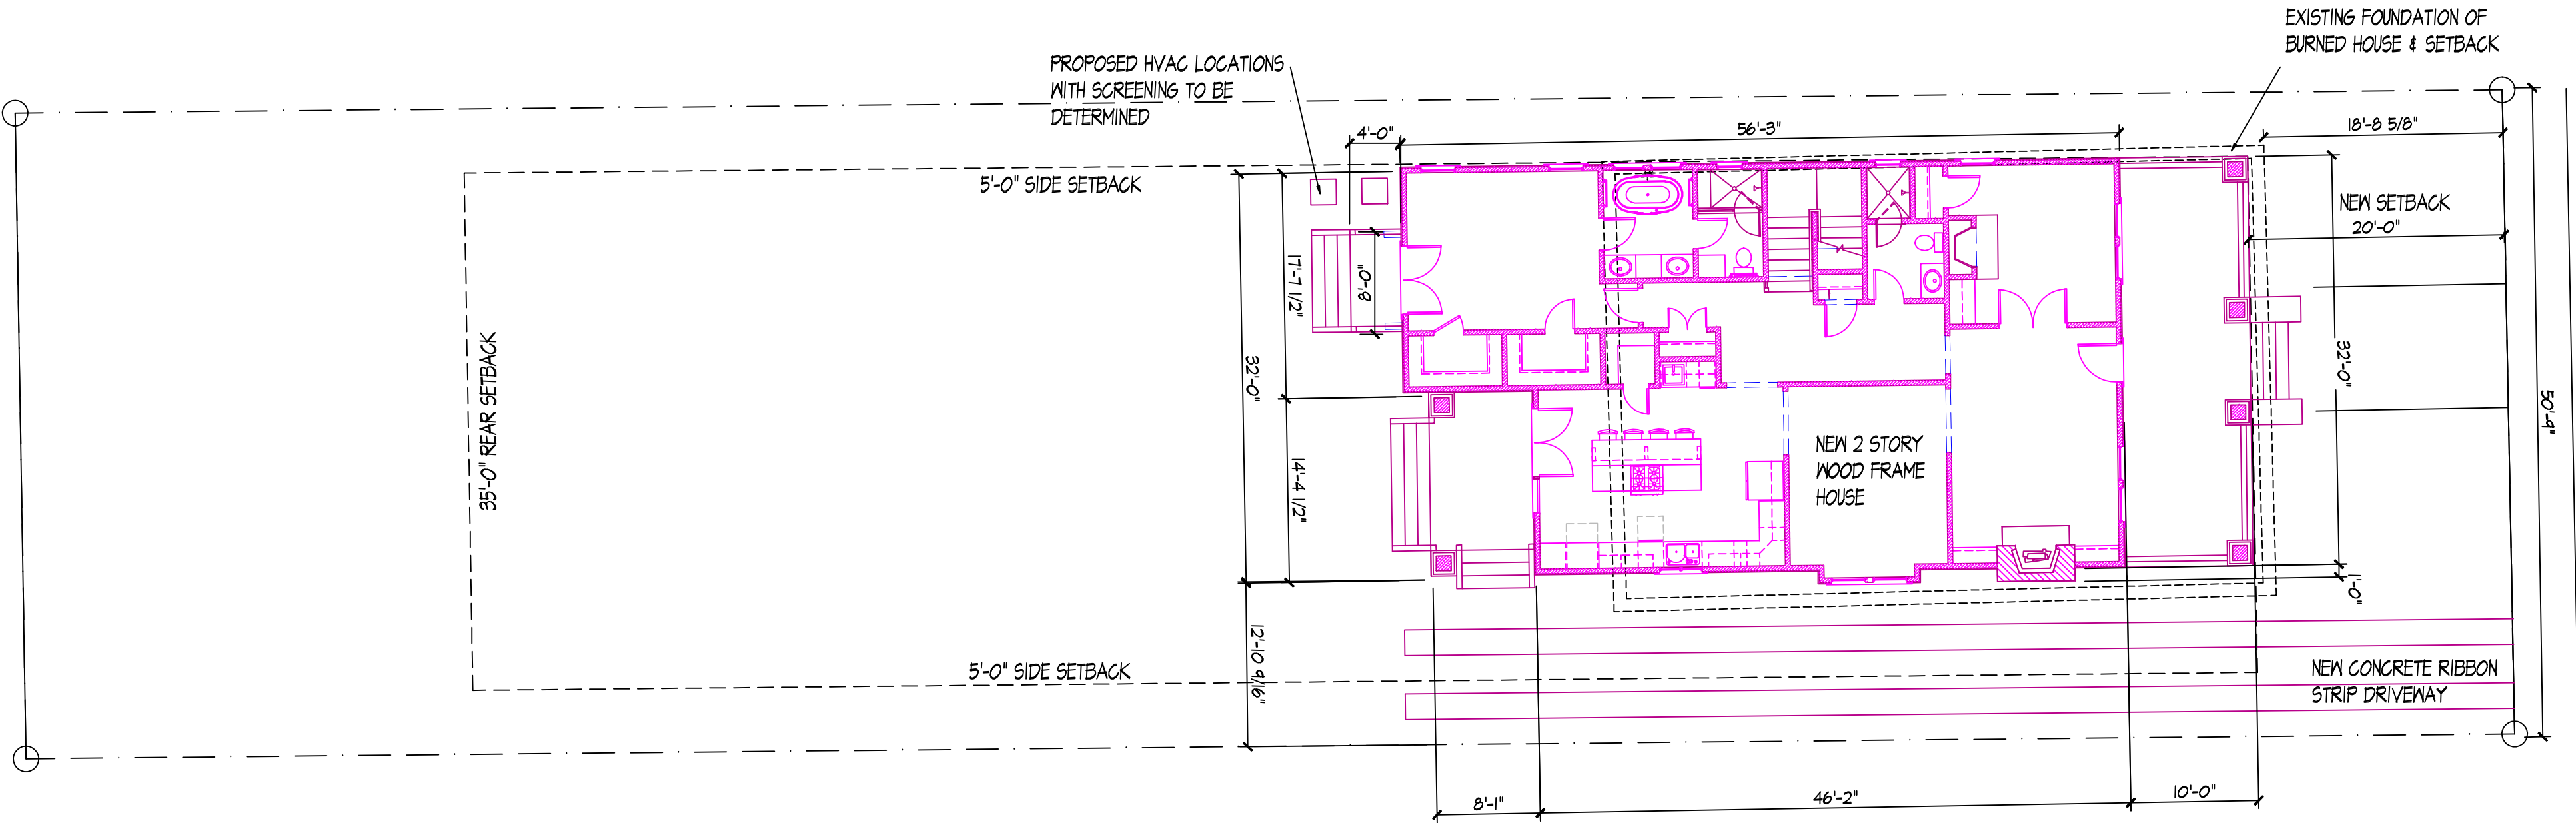 EXISTING FOUNDATION OF
BURNED HOUSE & SETBACK
PROPOSED HVAC LOCATIONS
WITH SCREENING TO BE
DETERMINED
4'-0"
56'-3"
18'-8 5/8"
5'-0" SIDE SETBACK
NEW SETBACK
20'-0"
17'-7 1/2"
8'-0"
32'-0"
35'-0" REAR SETBACK
32'-0"
50'-9"
14'-4 1/2"
NEW 2 STORY
WOOD FRAME
HOUSE
1'-0"
12'-10 9/16"
5'-0" SIDE SETBACK
NEW CONCRETE RIBBON
STRIP DRIVEWAY
8'-1"
46'-2"
10'-0"